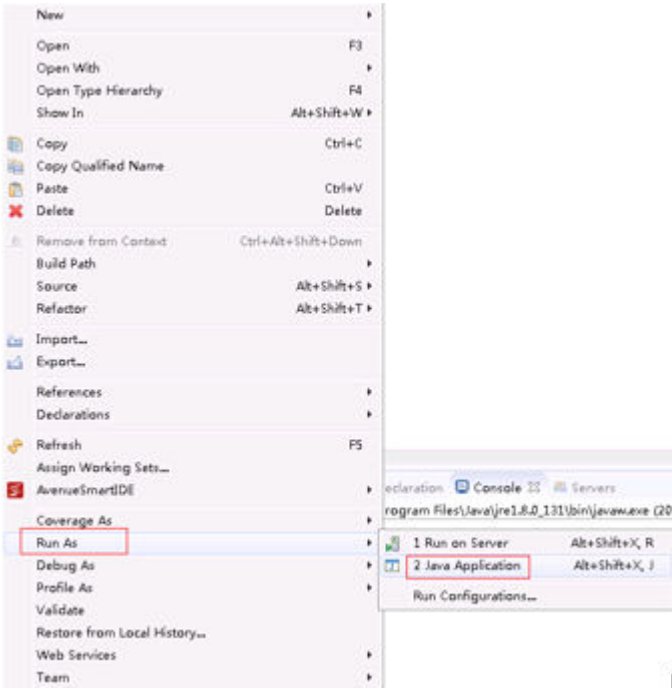 New
Open F3
Open With
Open Type Hierarchy F4
Show In Alt+Shift+W
Copy Ctrl+C
Copy Qualified Name
Paste Ctrl+V
Delete Delete
Remove from Context Ctrl+Alt+Shift+Down
Build Path
Source Alt+Shift+S
Refactor Alt+Shift+T
Import...
Export...
References
Declarations
Refresh F5
Assign Working Sets...
AvenueSmartIDE
Coverage As
Run As
Debug As
Profile As
Validate
Restore from Local History...
Web Services
Team
eclaration Console Servers
rogram Files\Java\jre1.8.0_131\bin\javaw.exe (20
1 Run on Server Alt+Shift+X, R
2 Java Application Alt+Shift+X, J
Run Configurations...